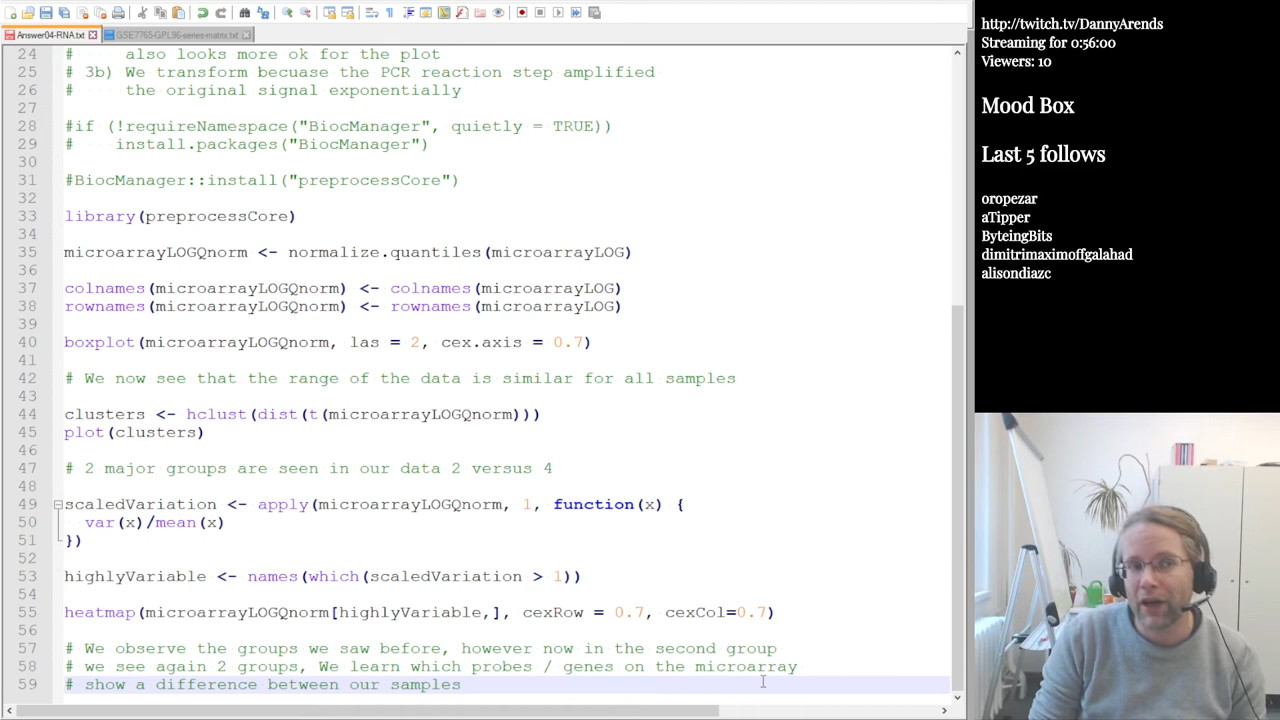 Answer04-RNA.txt
GSE7765-GPL96-series-matrix.txt
24 #     also looks more ok for the plot
25 # 3b) We transform becuase the PCR reaction step amplified
26 #     the original signal exponentially
27
28 #if (!requireNamespace("BiocManager", quietly = TRUE))
29 #    install.packages("BiocManager")
30
31 #BiocManager::install("preprocessCore")
32
33 library(preprocessCore)
34
35 microarrayLOGQnorm <- normalize.quantiles(microarrayLOG)
36
37 colnames(microarrayLOGQnorm) <- colnames(microarrayLOG)
38 rownames(microarrayLOGQnorm) <- rownames(microarrayLOG)
39
40 boxplot(microarrayLOGQnorm, las = 2, cex.axis = 0.7)
41
42 # We now see that the range of the data is similar for all samples
43
44 clusters <- hclust(dist(t(microarrayLOGQnorm)))
45 plot(clusters)
46
47 # 2 major groups are seen in our data 2 versus 4
48
49 scaledVariation <- apply(microarrayLOGQnorm, 1, function(x) {
50   var(x)/mean(x)
51 })
52
53 highlyVariable <- names(which(scaledVariation > 1))
54
55 heatmap(microarrayLOGQnorm[highlyVariable,], cexRow = 0.7, cexCol=0.7)
56
57 # We observe the groups we saw before, however now in the second group
58 # we see again 2 groups, We learn which probes / genes on the microarray
59 # show a difference between our samples
http://twitch.tv/DannyArends
Streaming for 0:56:00
Viewers: 10
Mood Box
Last 5 follows
oropezar
aTipper
ByteingBits
dimitrimaximoffgalahad
alisondiazc